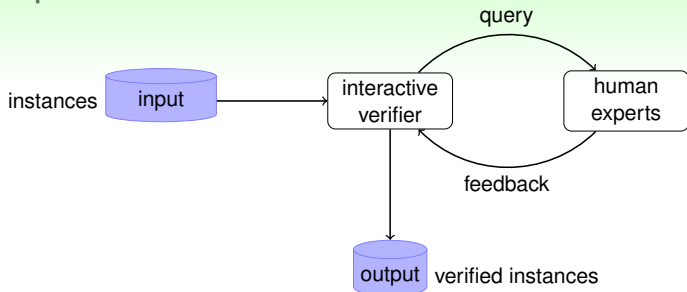 query
instances
input
interactive
verifier
human
experts
feedback
output
verified instances